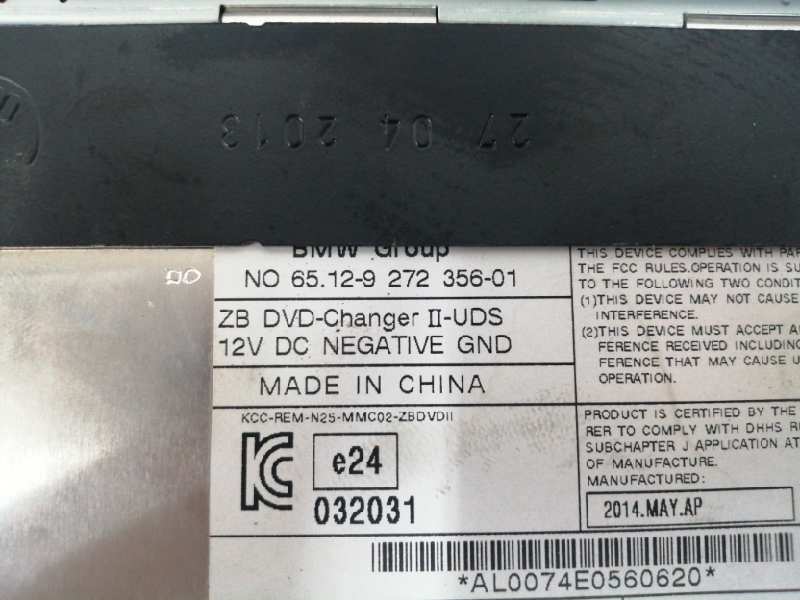 27 04 2013
BMW Group
NO 65.12-9 272 356-01
ZB DVD-Changer II-UDS
12V DC NEGATIVE GND
MADE IN CHINA
KCC-REM-N25-MMC02-ZBDVDII
e24
032031
THIS DEVICE COMPLIES WITH
THE FCC RULES.OPERATION IS
TO THE FOLLOWING TWO
(1)THIS DEVICE MAY NOT CAUSE
INTERFERENCE.
(2)THIS DEVICE MUST ACCEPT
FERENCE RECEIVED INCLUDING
FERENCE THAT MAY CAUSE
OPERATION.
PRODUCT IS CERTIFIED BY THE
RER TO COMPLY WITH DHHS
SUBCHAPTER J APPLICATION AT
OF MANUFACTURE.
MANUFACTURED:
2014.MAY.AP
*AL0074E0560620*